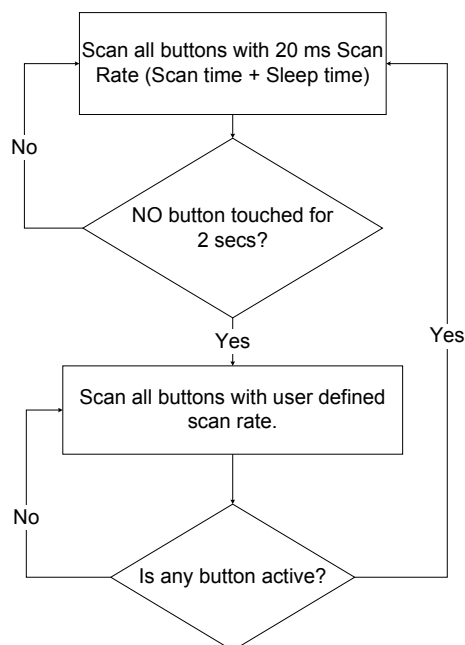 Scan all buttons with 20 ms Scan
Rate (Scan time + Sleep time)
No
NO button touched for
2 secs?
Yes
Yes
Scan all buttons with user defined
scan rate.
No
Is any button active?